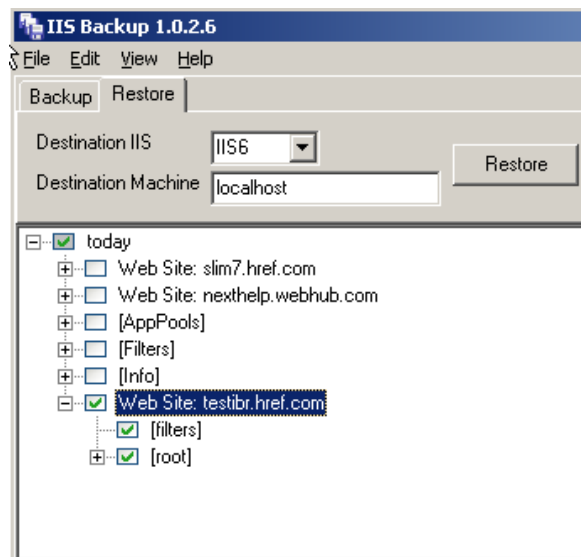 IIS Backup 1.0.2.6
File Edit View Help
Backup Restore
Destination IIS IIS6
Restore
Destination Machine localhost
today
Web Site: slim7.href.com
Web Site: nexthelp.webhub.com
[AppPools]
[Filters]
[Info]
Web Site: testibr.href.com
[filters]
[root]